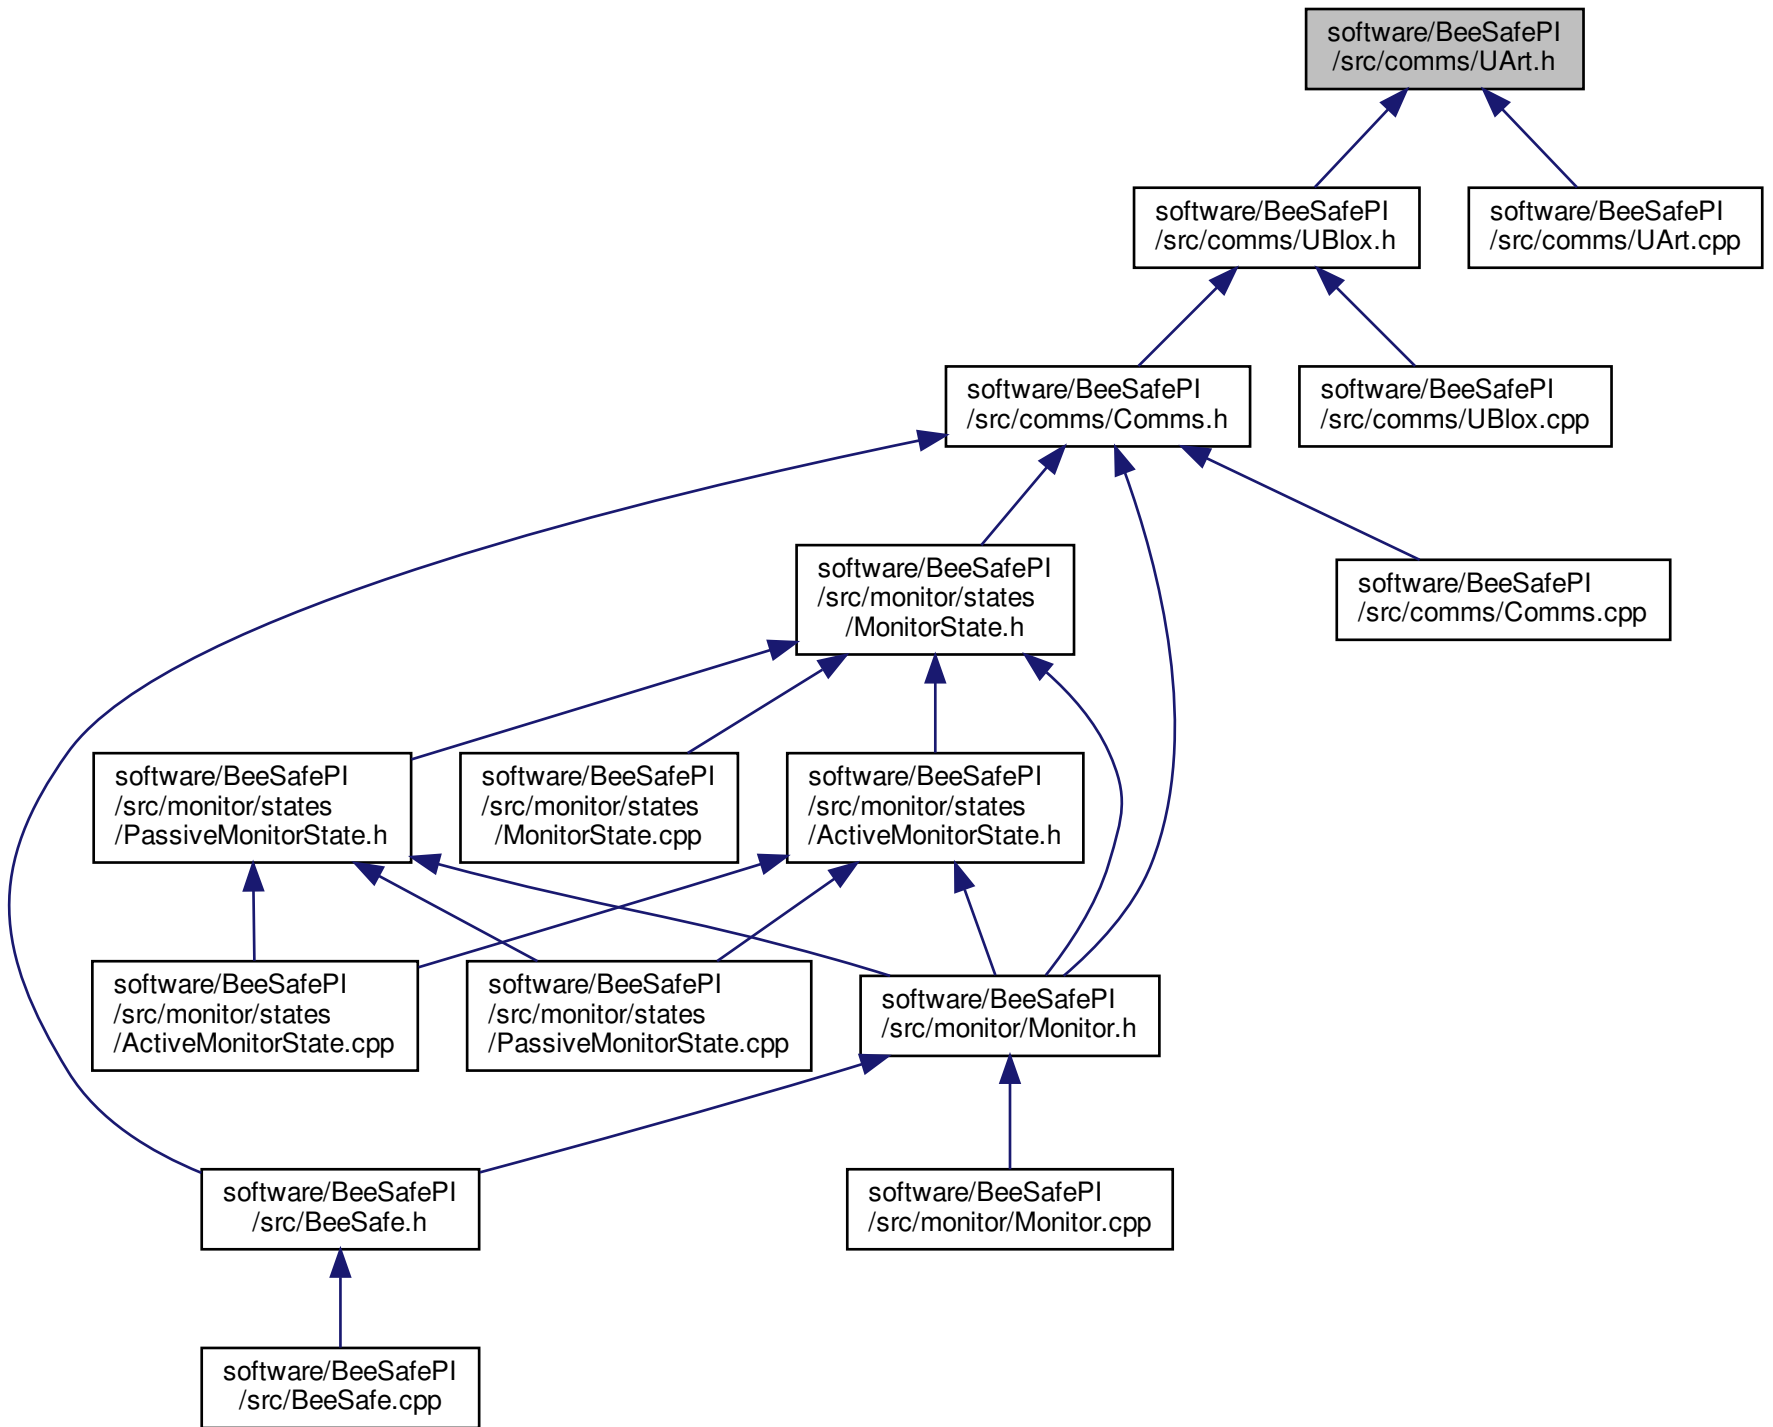 software/BeeSafePI
/src/comms/UArt.h
software/BeeSafePI
/src/comms/UBlox.h
software/BeeSafePI
/src/comms/UArt.cpp
software/BeeSafePI
/src/comms/Comms.h
software/BeeSafePI
/src/comms/UBlox.cpp
software/BeeSafePI
/src/monitor/states
/MonitorState.h
software/BeeSafePI
/src/comms/Comms.cpp
software/BeeSafePI
/src/monitor/states
/PassiveMonitorState.h
software/BeeSafePI
/src/monitor/states
/MonitorState.cpp
software/BeeSafePI
/src/monitor/states
/ActiveMonitorState.h
software/BeeSafePI
/src/monitor/states
/ActiveMonitorState.cpp
software/BeeSafePI
/src/monitor/states
/PassiveMonitorState.cpp
software/BeeSafePI
/src/monitor/Monitor.h
software/BeeSafePI
/src/BeeSafe.h
software/BeeSafePI
/src/monitor/Monitor.cpp
software/BeeSafePI
/src/BeeSafe.cpp